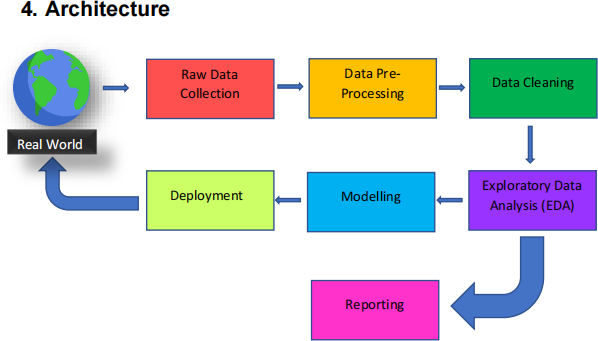 4. Architecture
Real World
Raw Data
Collection
Data Pre-
Processing
Data Cleaning
Exploratory Data
Analysis (EDA)
Modelling
Deployment
Reporting